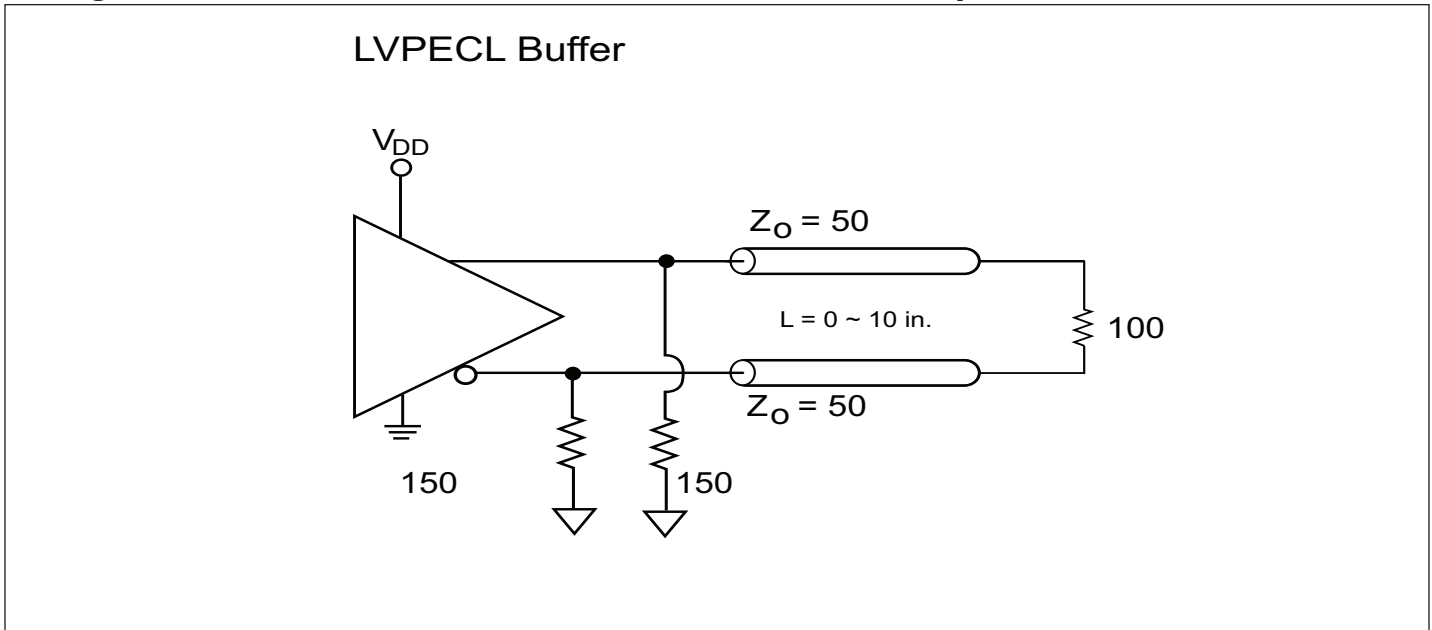 LVPECL Buffer
VDD
ZO = 50
L = 0 ~ 10 in.
100
ZO = 50
150
150